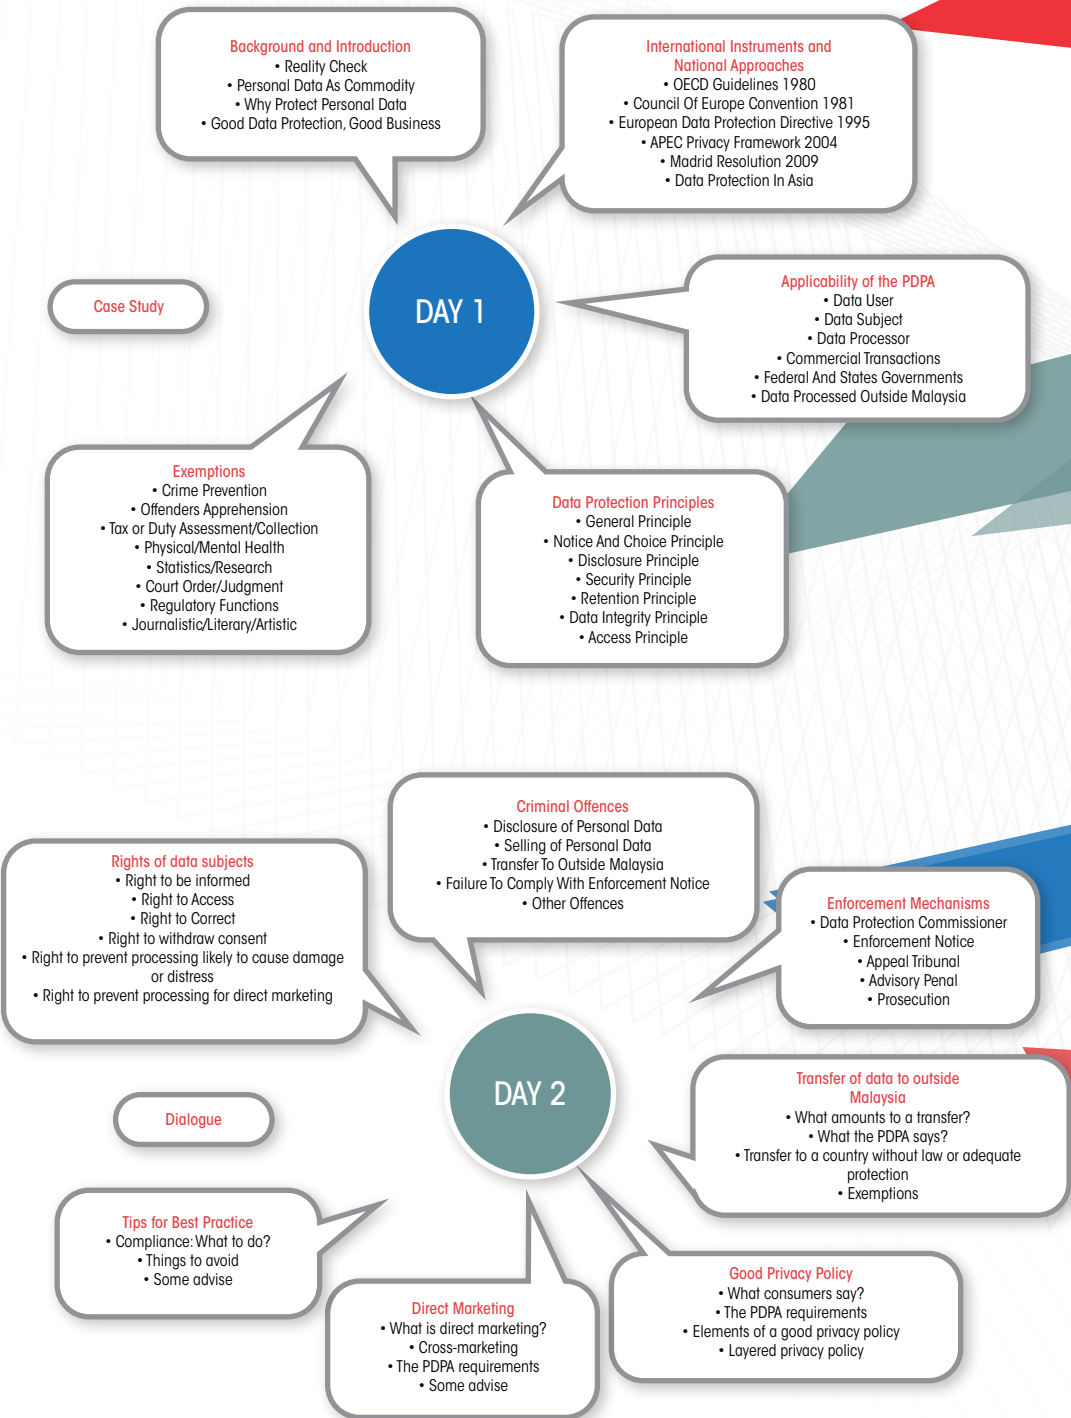 Background and Introduction
• Reality Check
• Personal Data As Commodity
• Why Protect Personal Data
• Good Data Protection, Good Business
International Instruments and
National Approaches
• OECD Guidelines 1980
• Council Of Europe Convention 1981
• European Data Protection Directive 1995
• APEC Privacy Framework 2004
• Madrid Resolution 2009
• Data Protection In Asia
DAY 1
Case Study
Applicability of the PDPA
• Data User
• Data Subject
• Data Processor
• Commercial Transactions
• Federal And States Governments
• Data Processed Outside Malaysia
Exemptions
• Crime Prevention
• Offenders Apprehension
• Tax or Duty Assessment/Collection
• Physical/Mental Health
• Statistics/Research
• Court Order/Judgment
• Regulatory Functions
• Journalistic/Literary/Artistic
Data Protection Principles
• General Principle
• Notice And Choice Principle
• Disclosure Principle
• Security Principle
• Retention Principle
• Data Integrity Principle
• Access Principle
Criminal Offences
• Disclosure of Personal Data
• Selling of Personal Data
• Transfer To Outside Malaysia
• Failure To Comply With Enforcement Notice
• Other Offences
Rights of data subjects
• Right to be informed
• Right to Access
• Right to Correct
• Right to withdraw consent
• Right to prevent processing likely to cause damage
or distress
• Right to prevent processing for direct marketing
Enforcement Mechanisms
• Data Protection Commissioner
• Enforcement Notice
• Appeal Tribunal
• Advisory Penal
• Prosecution
DAY 2
Dialogue
Transfer of data to outside
Malaysia
• What amounts to a transfer?
• What the PDPA says?
• Transfer to a country without law or adequate
protection
• Exemptions
Tips for Best Practice
• Compliance: What to do?
• Things to avoid
• Some advise
Direct Marketing
• What is direct marketing?
• Cross-marketing
• The PDPA requirements
• Some advise
Good Privacy Policy
• What consumers say?
• The PDPA requirements
• Elements of a good privacy policy
• Layered privacy policy